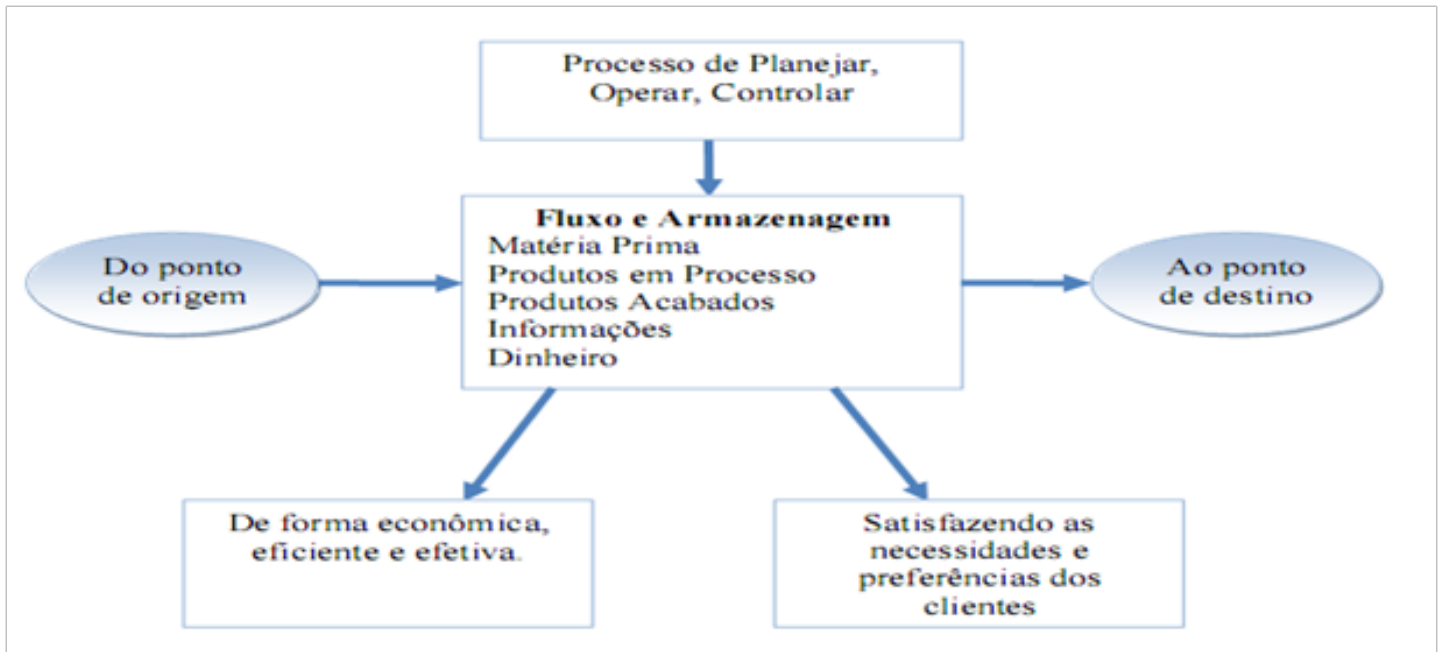 Processo de Planejar,
Operar, Controlar
Fluxo e Armazenagem
Matéria Prima
Produtos em Processo
Produtos Acabados
Informações
Dinheiro
Do ponto
de origem
Ao ponto
de destino
De forma econômica,
eficiente e efetiva.
Satisfazendo as
necessidades e
preferências dos
clientes